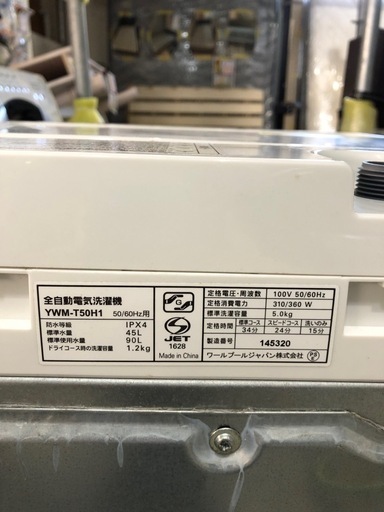 全自動電気洗濯機
YWM-T50H1 50/60Hz用
防水等級 IPX4
標準水量 45L
標準使用水量 90L
ドライコース時の洗濯容量 1.2kg
G
S
JET
1628
Made in China
定格電圧・周波数 100V 50/60Hz
定格消費電力 310/360 W
標準洗濯容量 5.0kg
定格時間 標準コース スピードコース 洗いのみ
34分 24分 15分
製造番号 145320
ワールプールジャパン株式会社
PSE